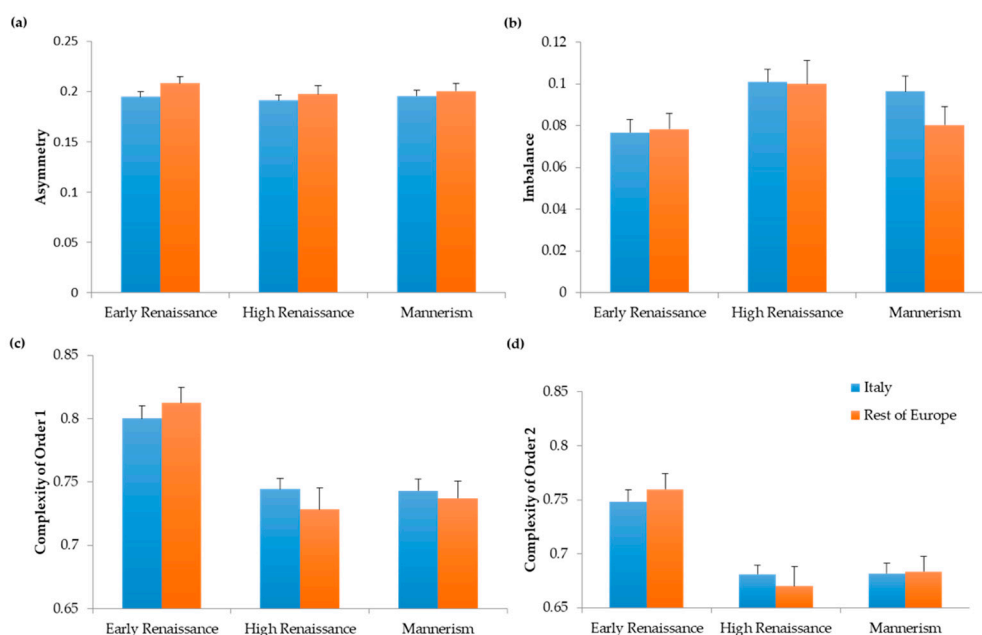 (a)
Asymmetry
0.25
0.2
0.15
0.1
0.05
0
Early Renaissance
High Renaissance
Mannerism
(b)
Imbalance
0.12
0.1
0.08
0.06
0.04
0.02
0
Early Renaissance
High Renaissance
Mannerism
(c)
Complexity of Order 1
0.85
0.8
0.75
0.7
0.65
Early Renaissance
High Renaissance
Mannerism
(d)
Complexity of Order 2
0.85
0.8
0.75
0.7
0.65
Italy
Rest of Europe
Early Renaissance
High Renaissance
Mannerism